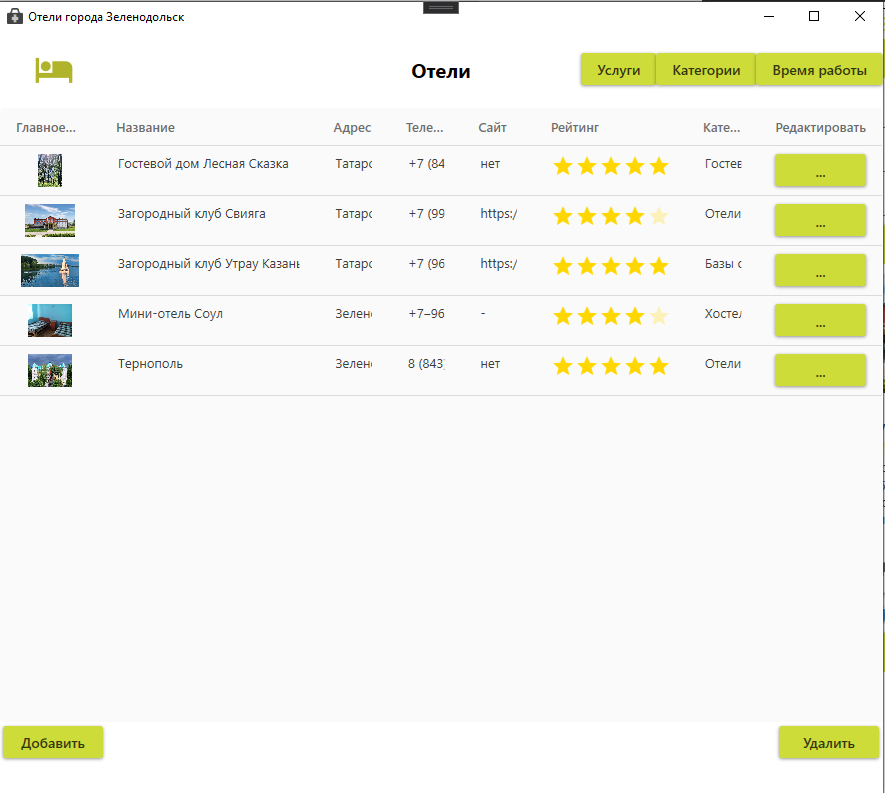 Отели города Зеленодольск
Отели
Услуги Категории Время работы
Главное... Название Адрес Теле... Сайт Рейтинг Кате... Редактировать
Гостевой дом Лесная Сказка Татарс +7 (84 нет Гостев ...
Загородный клуб Свияга Татарс +7 (99 https:/ Отели ...
Загородный клуб Утрау Казань Татарс +7 (96 https:/ Базы о ...
Мини-отель Соул Зелено +7–96 - Хостел ...
Тернополь Зелено 8 (843) нет Отели ...
Добавить Удалить